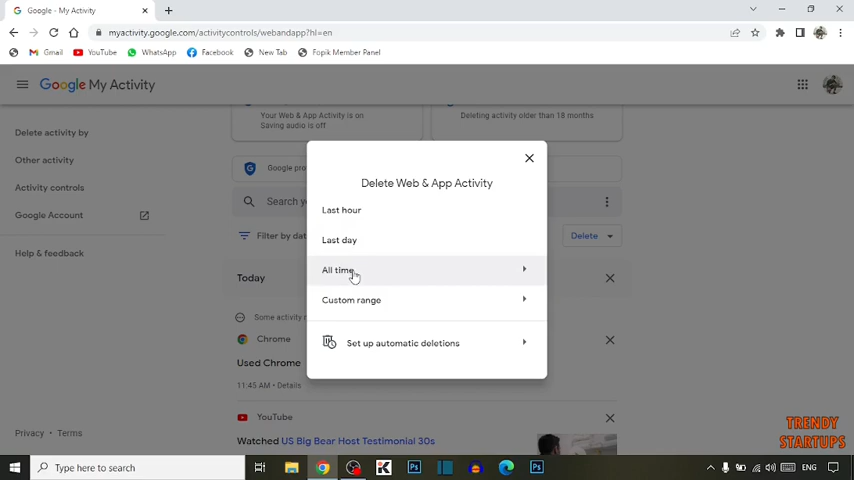 Google - My Activity
myactivity.google.com/activitycontrols/webandapp?hl=en
Gmail
YouTube
WhatsApp
Facebook
New Tab
Fopik Member Panel
Google My Activity
Your Web & App Activity is on
Saving audio is off
Deleting activity older than 18 months
Delete activity by
Other activity
Activity controls
Google Account
Help & feedback
Google pro
Search yo
Filter by dat
Delete
Delete Web & App Activity
Last hour
Last day
All time
Custom range
Set up automatic deletions
Today
Some activity
Chrome
Used Chrome
11:45 AM • Details
YouTube
Watched US Big Bear Host Testimonial 30s
Privacy • Terms
TRENDY
STARTUPS
Type here to search
ENG